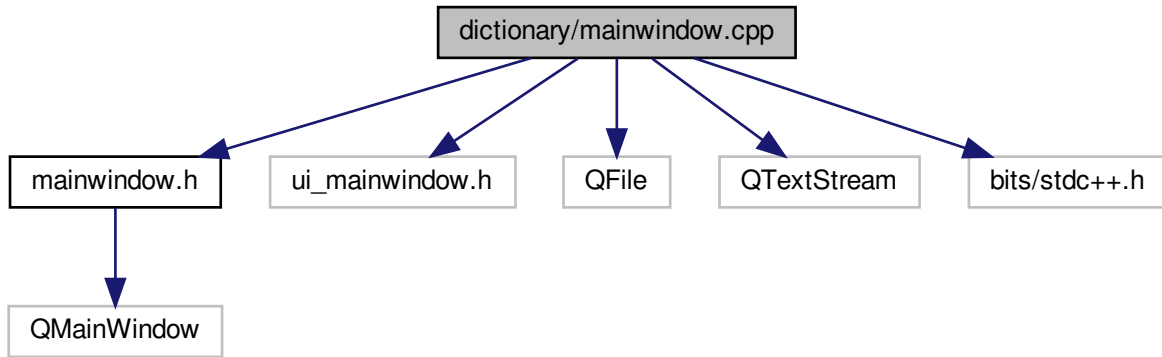 dictionary/mainwindow.cpp
mainwindow.h
ui_mainwindow.h
QFile
QTextStream
bits/stdc++.h
QMainWindow